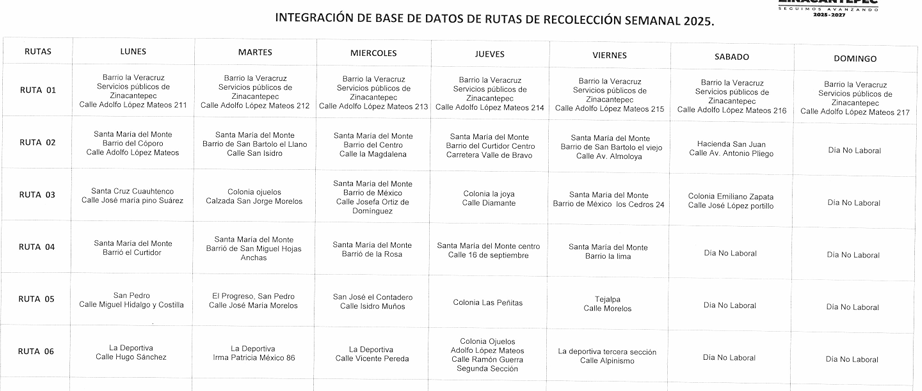 ZINACANTEPEC
SEGUIMOS AVANZANDO
2025 - 2027
INTEGRACIÓN DE BASE DE DATOS DE RUTAS DE RECOLECCIÓN SEMANAL 2025.
RUTAS LUNES MARTES MIERCOLES JUEVES VIERNES SABADO DOMINGO
RUTA 01
Barrio la Veracruz
Servicios públicos de
Zinacantepec
Calle Adolfo López Mateos 211
Barrio la Veracruz
Servicios públicos de
Zinacantepec
Calle Adolfo López Mateos 212
Barrio la Veracruz
Servicios públicos de
Zinacantepec
Calle Adolfo López Mateos 213
Barrio la Veracruz
Servicios públicos de
Zinacantepec
Calle Adolfo López Mateos 214
Barrio la Veracruz
Servicios públicos de
Zinacantepec
Calle Adolfo López Mateos 215
Barrio la Veracruz
Servicios públicos de
Zinacantepec
Calle Adolfo López Mateos 216
Barrio la Veracruz
Servicios públicos de
Zinacantepec
Calle Adolfo López Mateos 217
RUTA 02
Santa María del Monte
Barrio del Cóporo
Calle Adolfo López Mateos
Santa María del Monte
Barrio de San Bartolo el Llano
Calle San Isidro
Santa María del Monte
Barrio del Centro
Calle la Magdalena
Santa María del Monte
Barrio del Curtidor Centro
Carretera Valle de Bravo
Santa María del Monte
Barrio de San Bartolo el viejo
Calle Av. Almoloya
Hacienda San Juan
Calle Av. Antonio Pliego
Dia No Laboral
RUTA 03
Santa Cruz Cuauhtenco
Calle José maría pino Suárez
Colonia ojuelos
Calzada San Jorge Morelos
Santa María del Monte
Barrio de México
Calle Josefa Ortiz de
Domínguez
Colonia la joya
Calle Diamante
Santa María del Monte
Barrio de México los Cedros 24
Colonia Emiliano Zapata
Calle José López portillo
Día No Laboral
RUTA 04
Santa María del Monte
Barrió el Curtidor
Santa María del Monte
Barrió de San Miguel Hojas
Anchas
Santa María del Monte
Barrió de la Rosa
Santa María del Monte centro
Calle 16 de septiembre
Santa María del Monte
Barrio la lima
Día No Laboral
Día No Laboral
RUTA 05
San Pedro
Calle Miguel Hidalgo y Costilla
El Progreso, San Pedro
Calle José María Morelos
San José el Contadero
Calle Isidro Muños
Colonia Las Peñitas
Tejalpa
Calle Morelos
Día No Laboral
Día No Laboral
RUTA 06
La Deportiva
Calle Hugo Sánchez
La Deportiva
Irma Patricia México 86
La Deportiva
Calle Vicente Pereda
Colonia Ojuelos
Adolfo López Mateos
Calle Ramón Guerra
Segunda Sección
La deportiva tercera sección
Calle Alpinismo
Día No Laboral
Día No Laboral